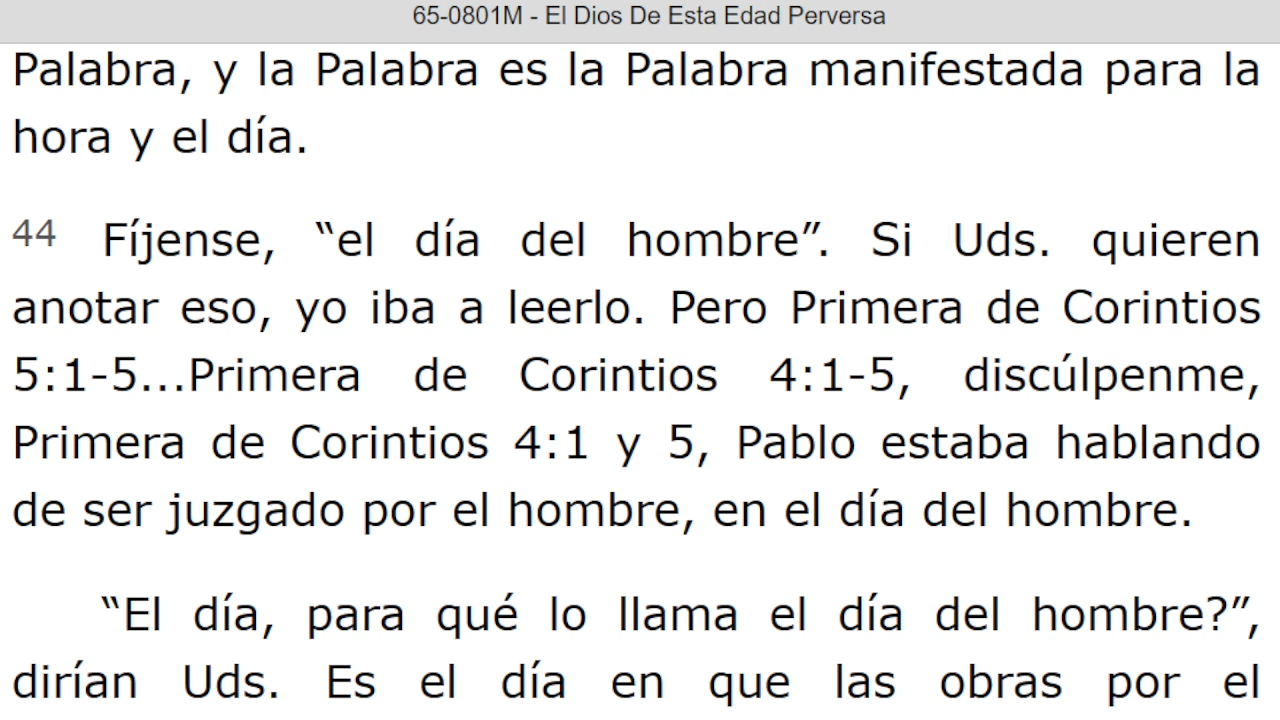 65-0801M - El Dios De Esta Edad Perversa
Palabra, y la Palabra es la Palabra manifestada para la
hora y el día.
44 Fíjense, “el día del hombre”. Si Uds. quieren
anotar eso, yo iba a leerlo. Pero Primera de Corintios
5:1-5...Primera de Corintios 4:1-5, discúlpenme,
Primera de Corintios 4:1 y 5, Pablo estaba hablando
de ser juzgado por el hombre, en el día del hombre.
“El día, para qué lo llama el día del hombre?”,
dirían Uds. Es el día en que las obras por el